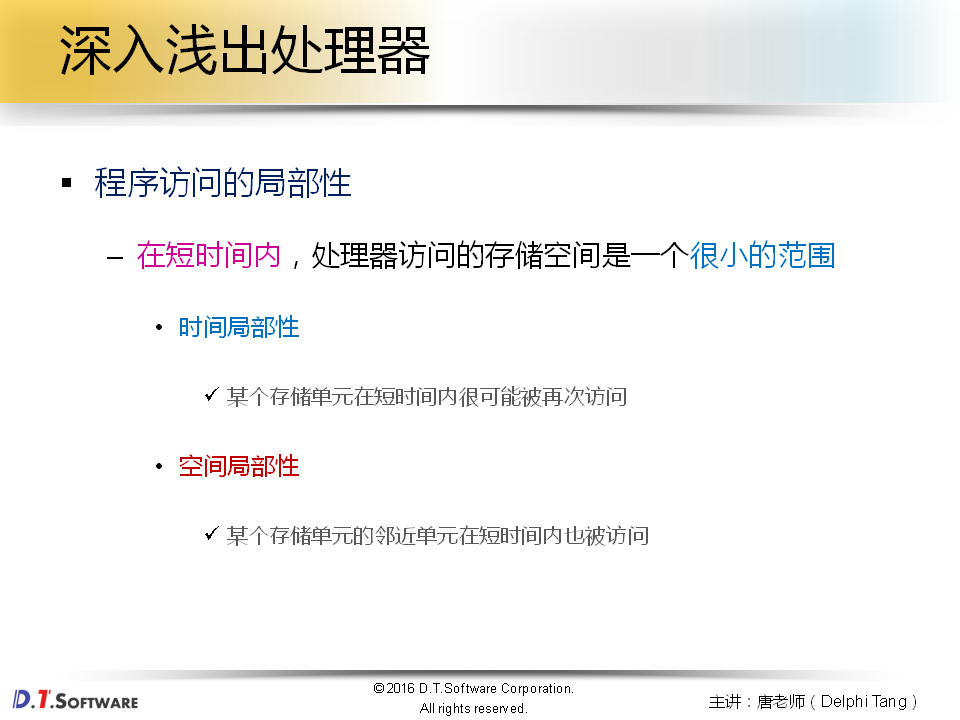 深入浅出处理器
▪ 程序访问的局部性
– 在短时间内，处理器访问的存储空间是一个很小的范围
• 时间局部性
✓ 某个存储单元在短时间内很可能被再次访问
• 空间局部性
✓ 某个存储单元的邻近单元在短时间内也被访问
D.T.SOFTWARE
©2016 D.T.Software Corporation.
All rights reserved.
主讲：唐老师（Delphi Tang）